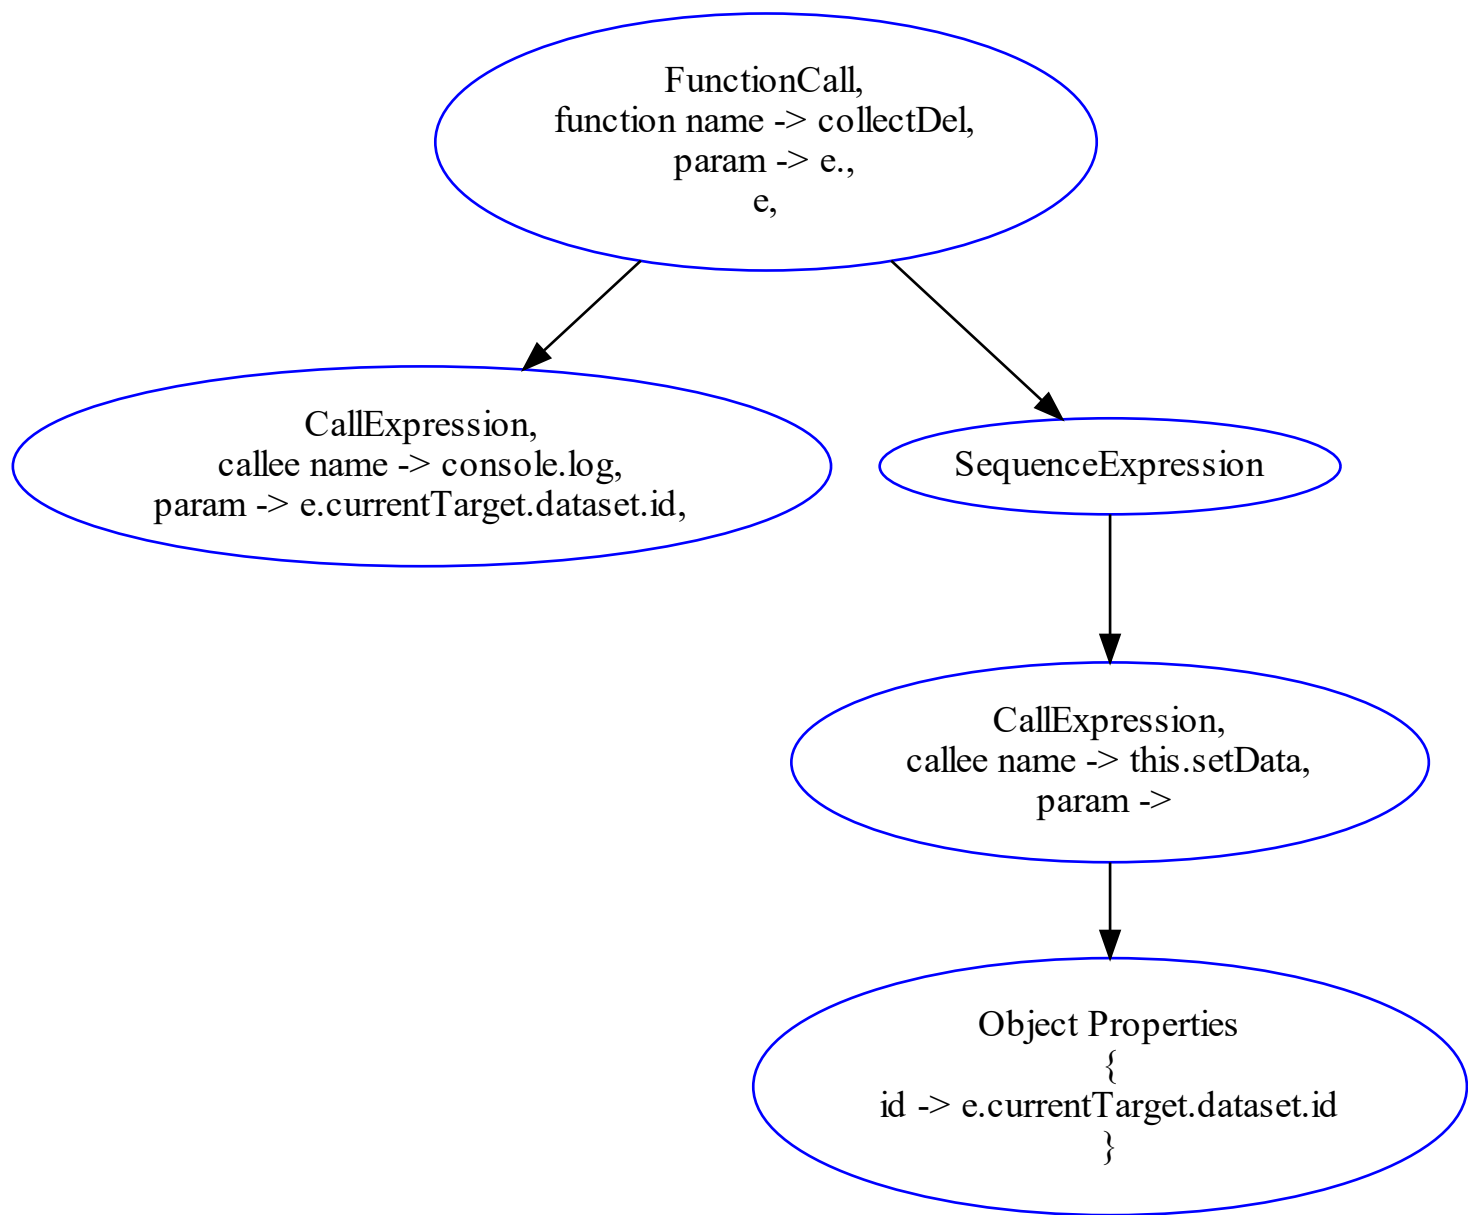 FunctionCall,
function name -> collectDel,
param -> e.,
e,
CallExpression,
callee name -> console.log,
param -> e.currentTarget.dataset.id,
SequenceExpression
CallExpression,
callee name -> this.setData,
param ->
Object Properties
{
id -> e.currentTarget.dataset.id
}